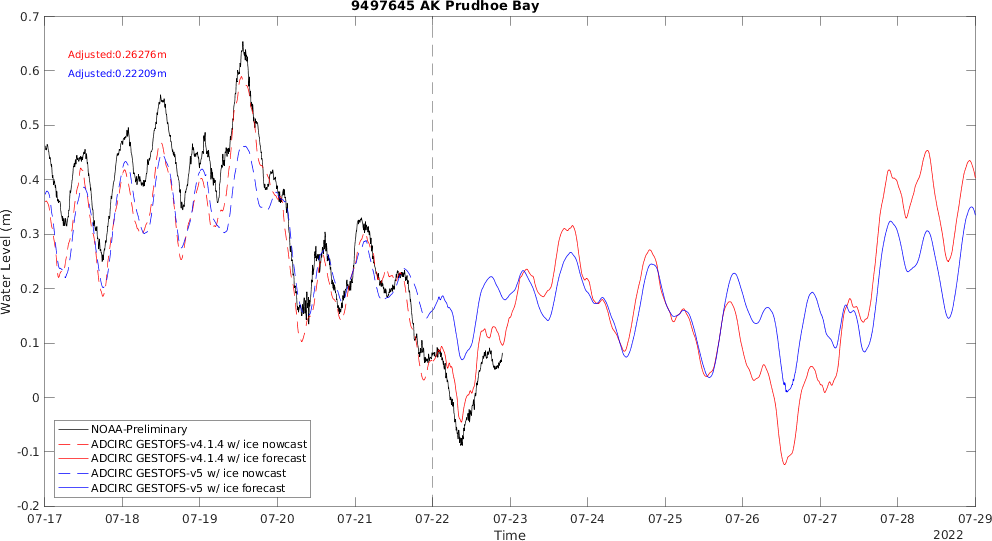 9497645 AK Prudhoe Bay
0.7
0.6
0.5
0.4
0.3
0.2
0.1
0
-0.1
-0.2
Water Level (m)
Adjusted:0.26276m
Adjusted:0.22209m
NOAA-Preliminary
ADCIRC GESTOFS-v4.1.4 w/ ice nowcast
ADCIRC GESTOFS-v4.1.4 w/ ice forecast
ADCIRC GESTOFS-v5 w/ ice nowcast
ADCIRC GESTOFS-v5 w/ ice forecast
07-17 07-18 07-19 07-20 07-21 07-22 07-23 07-24 07-25 07-26 07-27 07-28 07-29
Time
2022